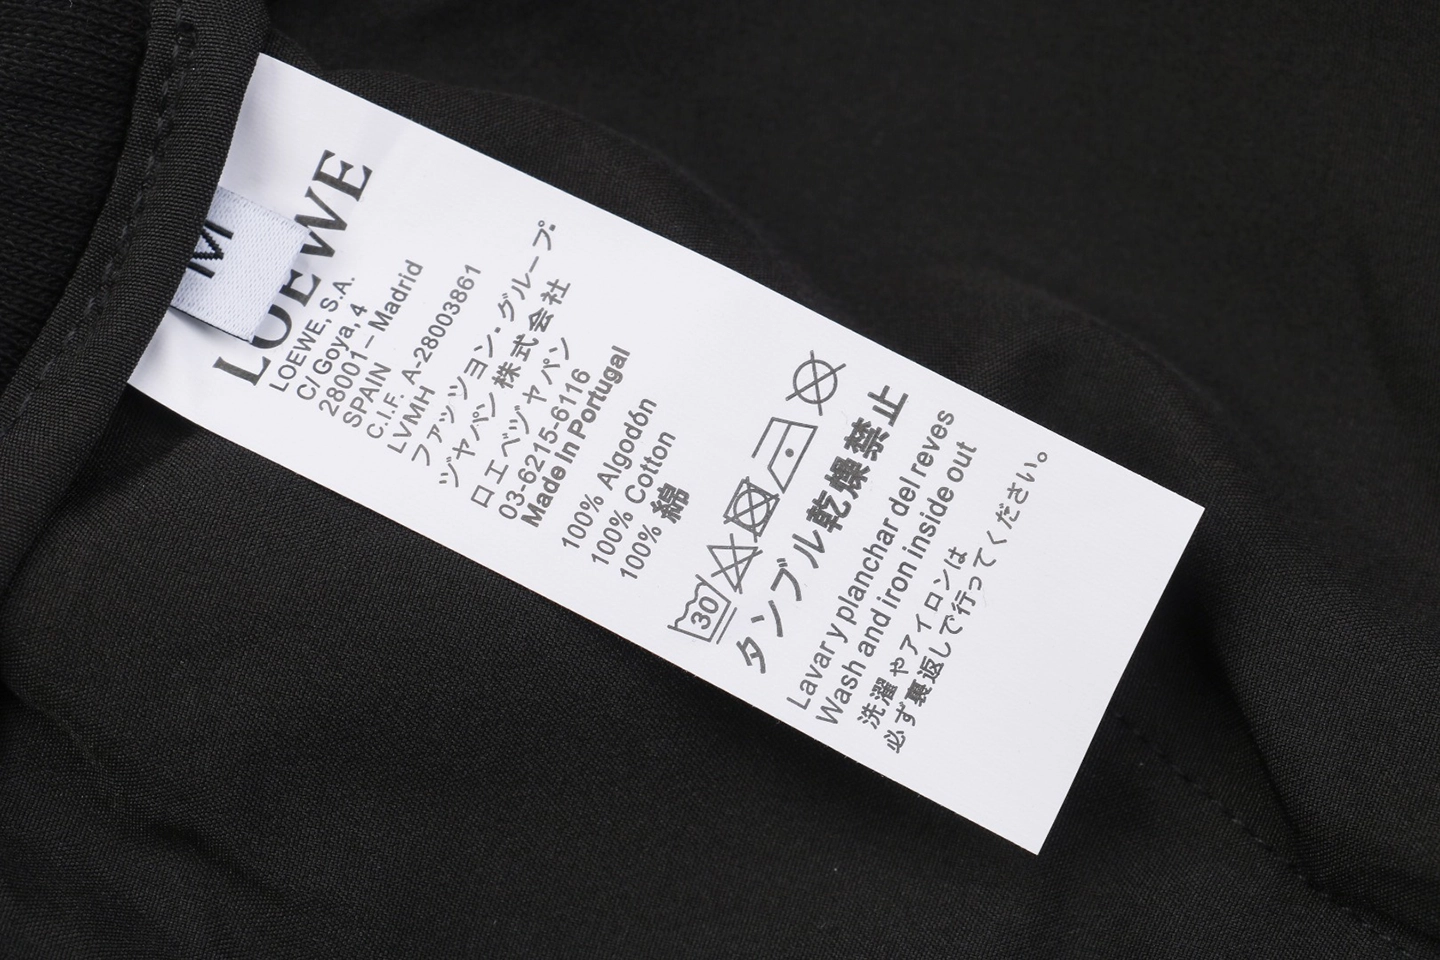 M
LOEWE
LOEWE, S.A.
C/ Goya, 4
28001 – Madrid
SPAIN
C.I.F. A-28003861
LVMH
ファッション・グループ
ジャパン株式会社
ロエベジャパン
03-6215-6116
Made in Portugal
100% Algodón
100% Cotton
100% 綿
30
タンブル乾燥禁止
Lavar y planchar del reves
Wash and iron inside out
洗濯やアイロンは
必ず裏返しで行ってください。